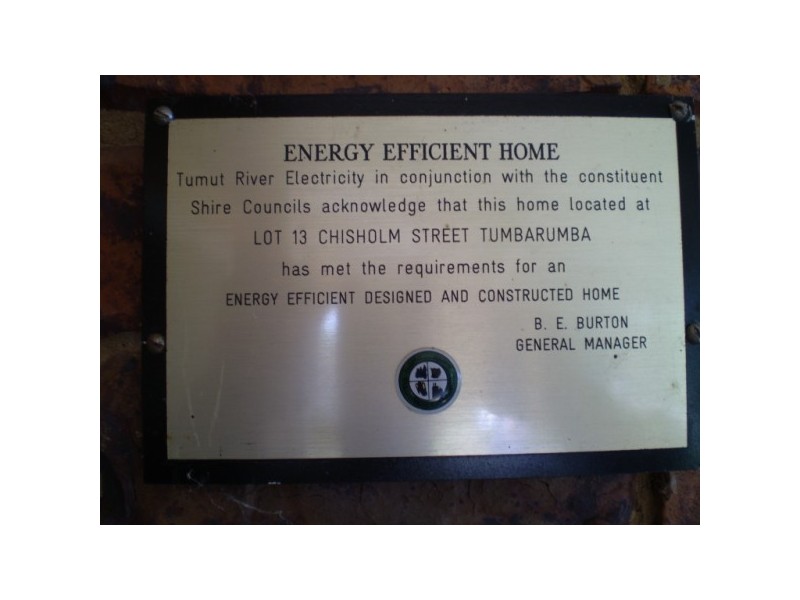 ENERGY EFFICIENT HOME
Tumut River Electricity in conjunction with the constituent
Shire Councils acknowledge that this home located at
LOT 13 CHISHOLM STREET TUMBARUMBA
has met the requirements for an
ENERGY EFFICIENT DESIGNED AND CONSTRUCTED HOME
B. E. BURTON
GENERAL MANAGER